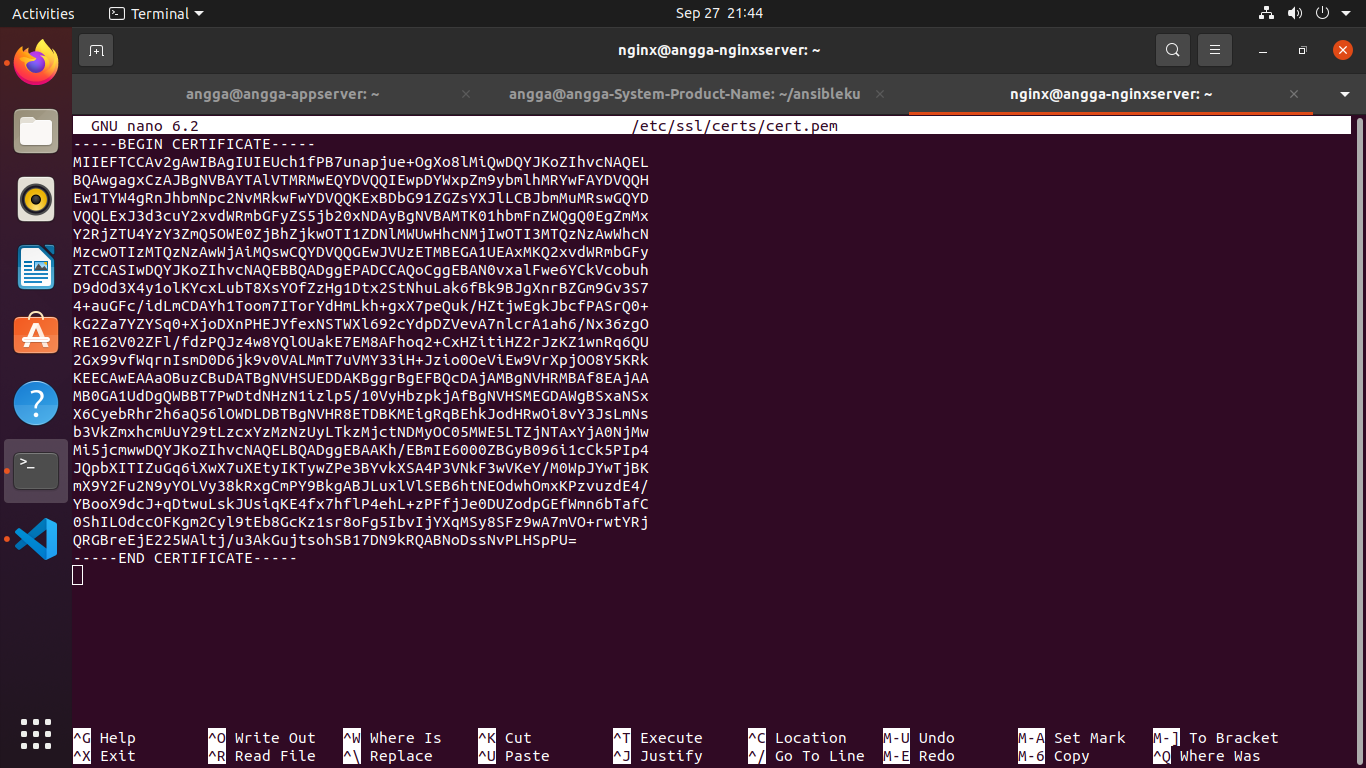 Activities
Terminal
Sep 27 21:44
nginx@angga-nginxserver: ~
angga@angga-appserver: ~
angga@angga-System-Product-Name: ~/ansibleku
nginx@angga-nginxserver: ~
GNU nano 6.2 /etc/ssl/certs/cert.pem
-----BEGIN CERTIFICATE-----
MIIEFTCCAv2gAwIBAgIUIEUch1fPB7unapjue+OgXo8lMiQwDQYJKoZIhvcNAQEL
BQAwgagxCzAJBgNVBAYTAlVTMRMwEQYDVQQIEwpDYWxpZm9ybmlhMRYwFAYDVQQH
Ew1TYW4gRnJhbmNpc2NvMRkwFwYDVQQKExBDbG91ZGZsYXJlLCBJbmMuMRswGQYD
VQQLExJ3d3cuY2xvdWRmbGFyZS5jb20xNDAyBgNVBAMTK01hbmFnZWQgQ0EgZmMx
Y2RjZTU4YzY3ZmQ5OWE0ZjBhZjkwOTI1ZDNlMWUwHhcNMjIwOTI3MTQzNzAwWhcN
MzcwOTIzMTQzNzAwWjAiMQswCQYDVQQGEwJVUzETMBEGA1UEAxMKQ2xvdWRmbGFy
ZTCCASIwDQYJKoZIhvcNAQEBBQADggEPADCCAQoCggEBAN0vxalFwe6YCkVcobuh
D9dOd3X4y1olKYcxLubT8XsYOfZzHg1Dtx2StNhuLak6fBk9BJgXnrBZGm9Gv3S7
4+auGFc/idLmCDAYh1Toom7ITorYdHmLkh+gxX7peQuk/HZtjwEgkJbcfPASrQ0+
kG2Za7YZYSq0+XjoDXnPHEJYfexNSTWXl692cYdpDZVevA7nlcrA1ah6/Nx36zgO
RE162V02ZFl/fdzPQJz4w8YQlOUakE7EM8AFhoq2+CxHZitiHZ2rJzKZ1wnRq6QU
2Gx99vfWqrnIsmD0D6jk9v0VALMmT7uVMY33iH+Jzio0OeViEw9VrXpjOO8Y5KRk
KEECAwEAAaOBuzCBuDATBgNVHSUEDDAKBggrBgEFBQcDAjAMBgNVHRMBAf8EAjAA
MB0GA1UdDgQWBBT7PwDtdNHzN1izlp5/10VyHbzpkjAfBgNVHSMEGDAWgBSxaNSx
X6CyebRhr2h6aQ56lOWDLDBTBgNVHR8ETDBKMEigRqBEhkJodHRwOi8vY3JsLmNs
b3VkZmxhcmUuY29tLzcxYzMzNzUyLTkzMjctNDMyOC05MWE5LTZjNTAxYjA0NjMw
Mi5jcmwwDQYJKoZIhvcNAQELBQADggEBAAKh/EBmIE6000ZBGyB096i1cCk5PIp4
JQpbXITIZuGq6iXwX7uXEtyIKTywZPe3BYvkXSA4P3VNkF3wVKeY/M0WpJYwTjBK
mX9Y2Fu2N9yYOLVy38kRxgCmPY9BkgABJLuxlVlSEB6htNEOdwhOmxKPzvuzdE4/
YBooX9dcJ+qDtwuLskJUsiqKE4fx7hflP4ehL+zPFfjJe0DUZodpGEfWmn6bTafC
0ShILOdccOFKgm2Cyl9tEb8GcKz1sr8oFg5IbvIjYXqMSy8SFz9wA7mVO+rwtYRj
QRGBreEjE225WAltj/u3AkGujtsohSB17DN9kRQABNoDssNvPLHSpPU=
-----END CERTIFICATE-----
^G Help ^O Write Out ^W Where Is ^K Cut ^T Execute ^C Location M-U Undo M-A Set Mark M-] To Bracket
^X Exit ^R Read File ^\ Replace ^U Paste ^J Justify ^/ Go To Line M-E Redo M-6 Copy ^Q Where Was